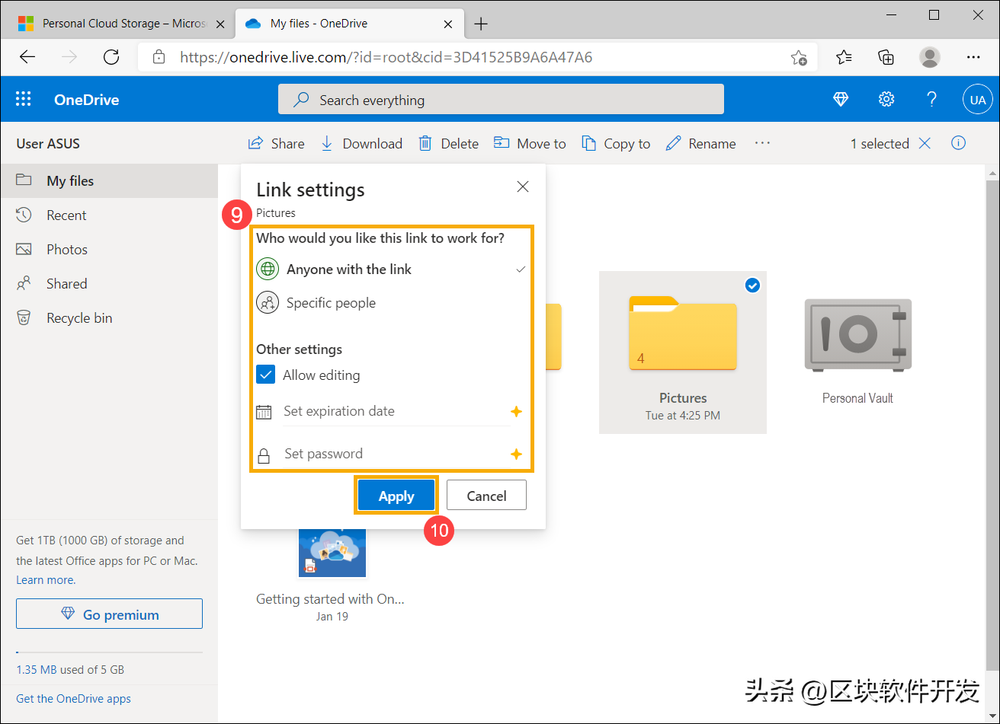 Personal Cloud Storage – Micros
My files - OneDrive
https://onedrive.live.com/?id=root&cid=3D41525B9A6A47A6
OneDrive
Search everything
UA
User ASUS
Share
Download
Delete
Move to
Copy to
Rename
1 selected
My files
Recent
Photos
Shared
Recycle bin
Link settings
Pictures
9
Who would you like this link to work for?
Anyone with the link
Specific people
Other settings
Allow editing
Set expiration date
Set password
Apply
Cancel
10
4
Pictures
Tue at 4:25 PM
Personal Vault
Getting started with On...
Jan 19
Get 1TB (1000 GB) of storage and
the latest Office apps for PC or Mac.
Learn more.
Go premium
1.35 MB used of 5 GB
Get the OneDrive apps
头条 @区块软件开发